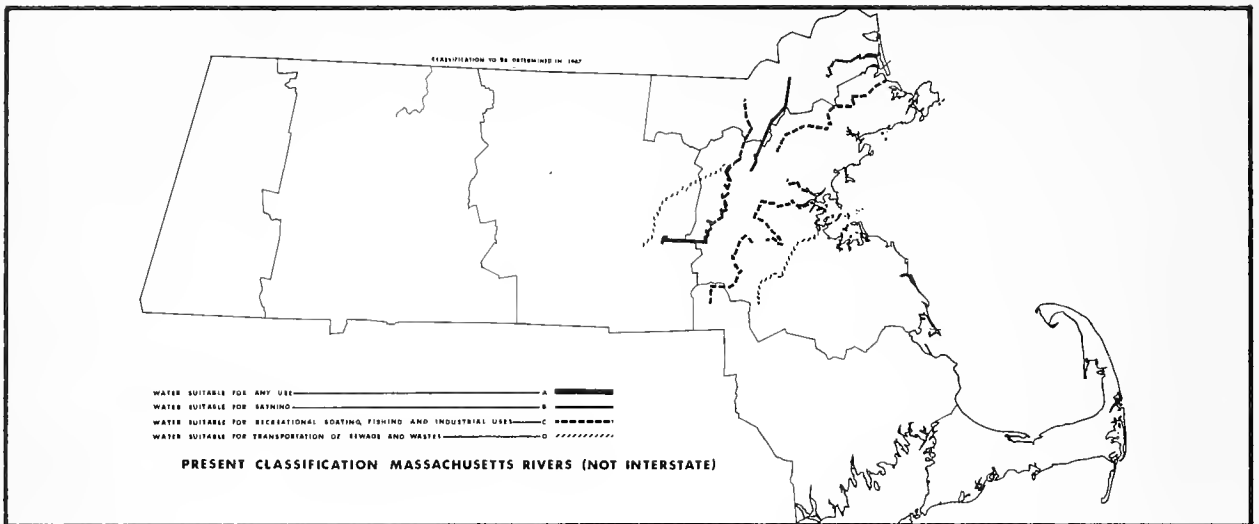 CLASSIFICATION TO BE DETERMINED IN 1967
WATER SUITABLE FOR ANY USE A
WATER SUITABLE FOR BATHING B
WATER SUITABLE FOR RECREATIONAL BOATING, FISHING AND INDUSTRIAL USES C
WATER SUITABLE FOR TRANSPORTATION OF SEWAGE AND WASTES D
PRESENT CLASSIFICATION MASSACHUSETTS RIVERS (NOT INTERSTATE)